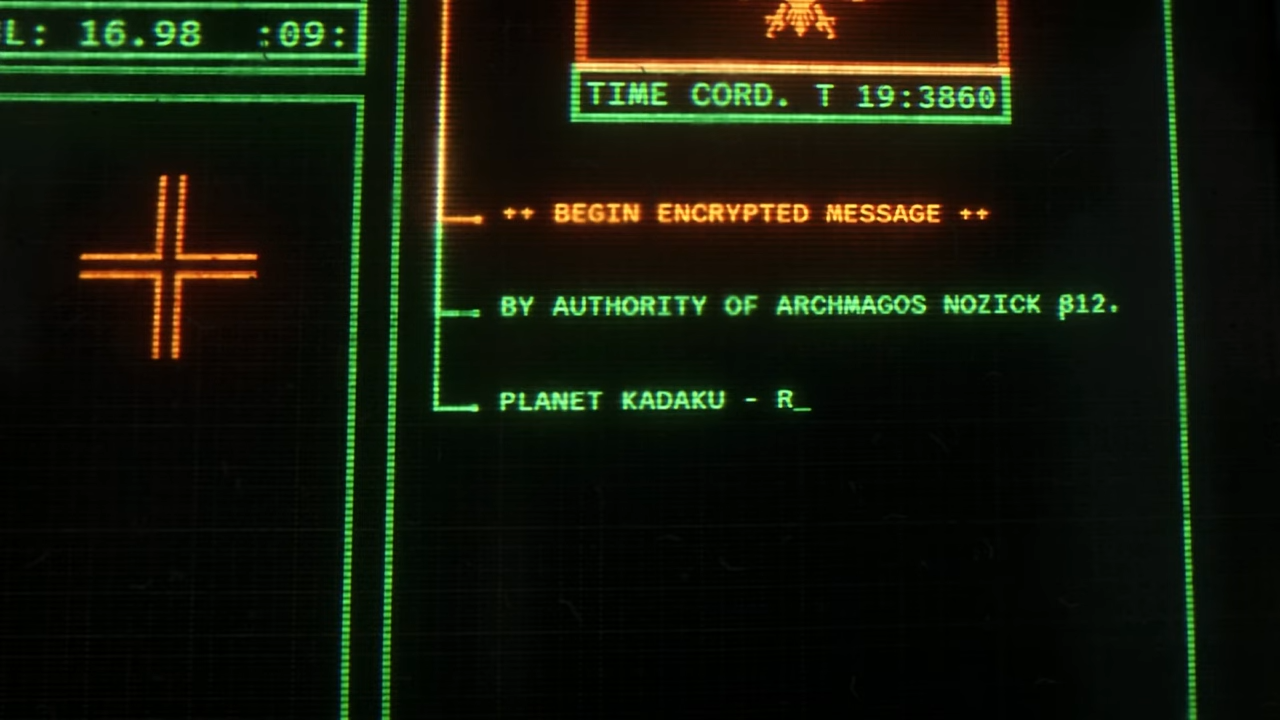 L: 16.98 :09:
TIME CORD. T 19:3860
++ BEGIN ENCRYPTED MESSAGE ++
BY AUTHORITY OF ARCHMAGOS NOZICK β12.
PLANET KADAKU - R_